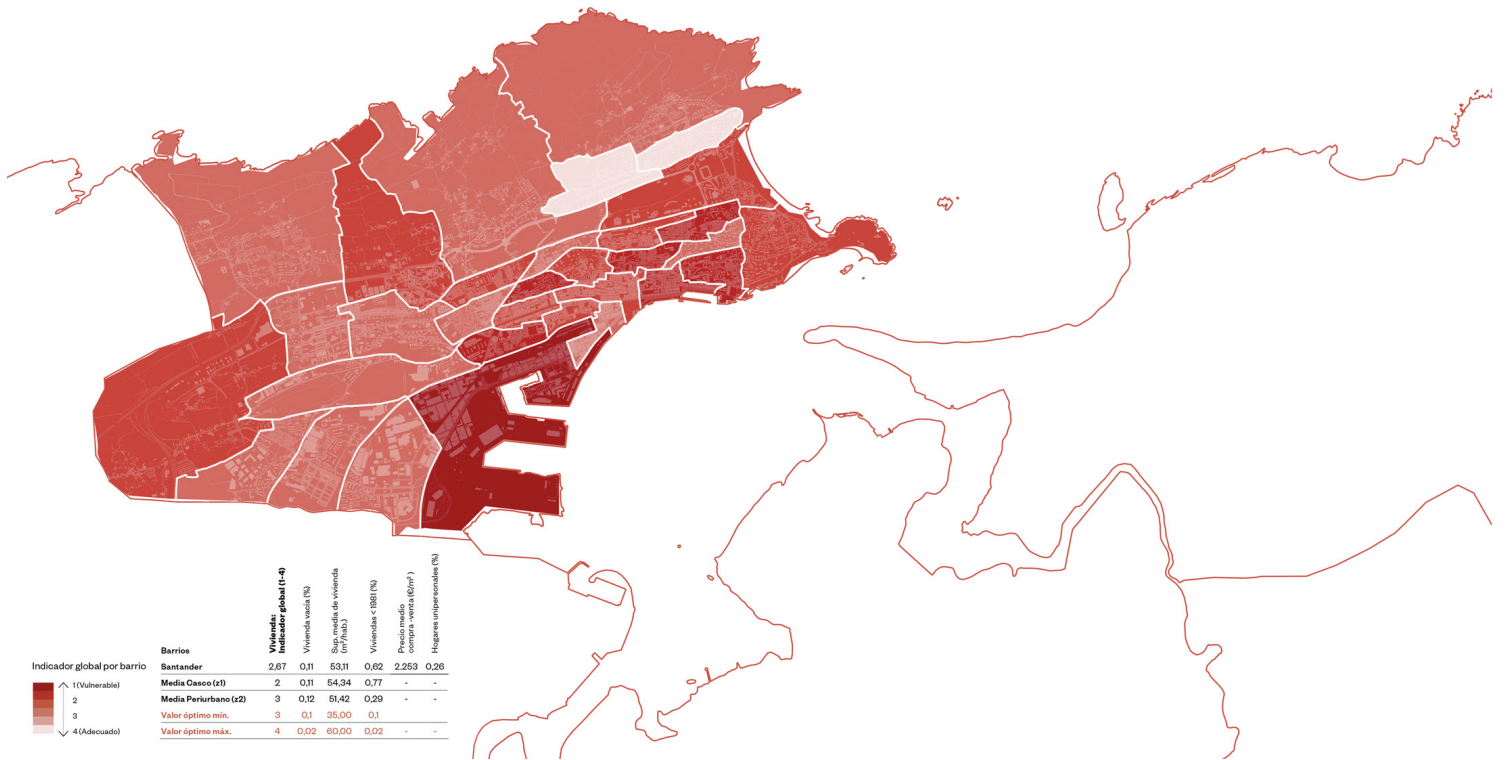 Vivienda:
Indicador global (1-4)
Vivienda vacía (%)
Sup. media de vivienda
(m²/hab.)
Viviendas < 1981 (%)
Precio medio
compra -venta (€/m² )
Hogares unipersonales (%)
Barrios
Santander 2,67 0,11 53,11 0,62 2.253 0,26
Media Casco (z1) 2 0,11 54,34 0,77 - -
Media Periurbano (z2) 3 0,12 51,42 0,29 - -
Valor óptimo mín. 3 0,1 35,00 0,1
Valor óptimo máx. 4 0,02 60,00 0,02 - -
Indicador global por barrio
1 (Vulnerable)
2
3
4 (Adecuado)